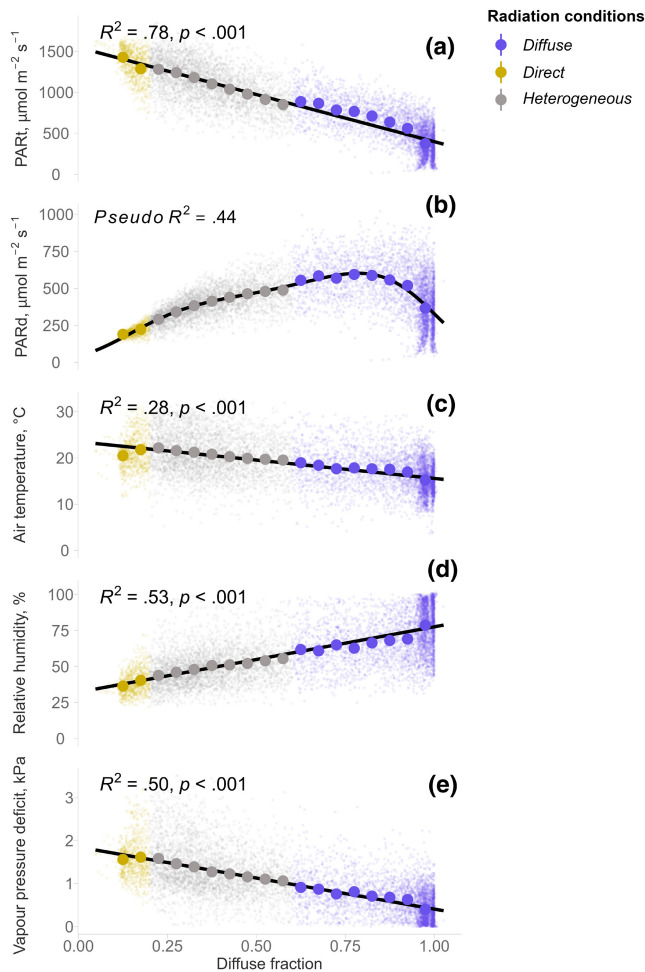 Radiation conditions
Diffuse
Direct
Heterogeneous
R² = .78, p < .001
(a)
PARt, μmol m⁻² s⁻¹
1500
1000
500
0
Pseudo R² = .44
(b)
PARd, μmol m⁻² s⁻¹
1000
750
500
250
0
R² = .28, p < .001
(c)
Air temperature, °C
30
20
10
0
(d)
R² = .53, p < .001
Relative humidity, %
100
75
50
25
0
R² = .50, p < .001
(e)
Vapour pressure deficit, kPa
3
2
1
0
0.00 0.25 0.50 0.75 1.00
Diffuse fraction